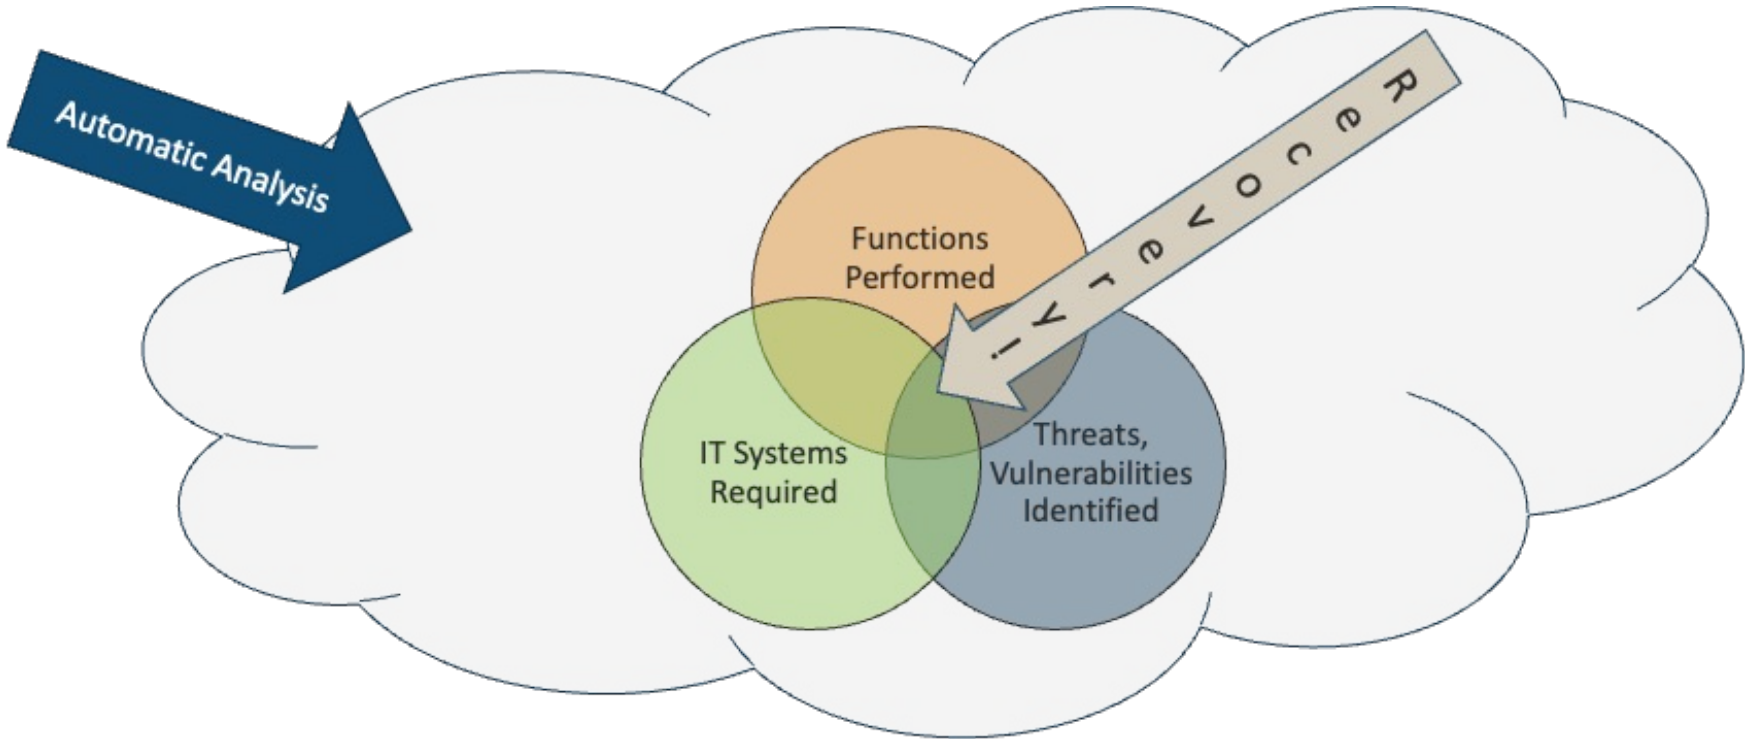 Automatic Analysis
Recovery!
Functions
Performed
IT Systems
Required
Threats,
Vulnerabilities
Identified